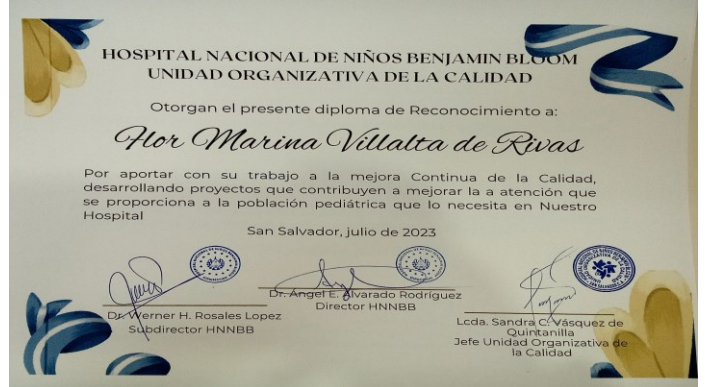 HOSPITAL NACIONAL DE NIÑOS BENJAMIN BLOOM
UNIDAD ORGANIZATIVA DE LA CALIDAD
Otorgan el presente diploma de Reconocimiento a:
Flor Marina Villalta de Rivas
Por aportar con su trabajo a la mejora Continua de la Calidad,
desarrollando proyectos que contribuyen a mejorar la a atención que
se proporciona a la población pediátrica que lo necesita en Nuestro
Hospital
San Salvador, julio de 2023
Dr. Werner H. Rosales Lopez
Subdirector HNNBB
Dr. Angel E. Alvarado Rodríguez
Director HNNBB
Lcda. Sandra C. Vásquez de
Quintanilla
Jefe Unidad Organizativa de
la Calidad